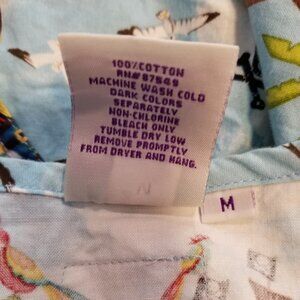 100%COTTON
RN#87549
MACHINE WASH COLD
DARK COLORS
SEPARATELY
NON-CHLORINE
BLEACH ONLY
TUMBLE DRY LOW
REMOVE PROMPTLY
FROM DRYER AND HANG.
M